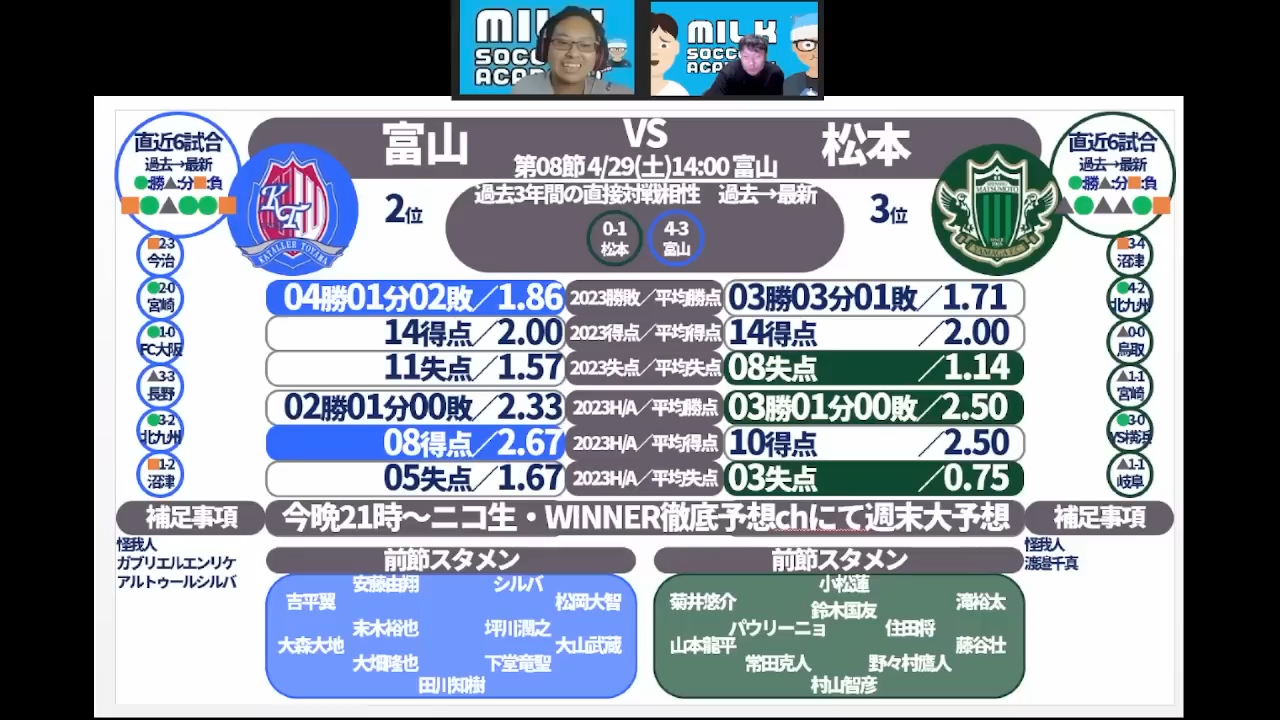 MILK
SOCC
ACADEM
MILK
SOCC
ACA
直近6試合
過去→最新
●:勝▲:分■:負
富山
VS
松本
第08節 4/29(土)14:00 富山
過去3年間の直接対戦相性 過去→最新
0-1
松本
4-3
富山
2位
3位
KATALLER TOYAMA
直近6試合
過去→最新
●:勝▲:分■:負
YAMAGA F.C.
2-3
今治
2-0
宮崎
1-0
FC大阪
3-3
長野
3-2
北九州
1-2
沼津
04勝01分02敗／1.86 2023勝敗／平均勝点 03勝03分01敗／1.71
14得点／2.00 2023得点／平均得点 14得点／2.00
11失点／1.57 2023失点／平均失点 08失点／1.14
02勝01分00敗／2.33 2023H/A／平均勝点 03勝01分00敗／2.50
08得点／2.67 2023H/A／平均得点 10得点／2.50
05失点／1.67 2023H/A／平均失点 03失点／0.75
3-4
沼津
4-2
北九州
0-0
鳥取
1-1
宮崎
3-0
YS横浜
1-1
岐阜
補足事項
今晩21時～ニコ生・WINNER徹底予想chにて週末大予想
補足事項
怪我人
ガブリエルエンリケ
アルトゥールシルバ
怪我人
渡邉千真
前節スタメン
安藤由翔 シルバ
吉平翼 松岡大智
末木裕也 坪川潤之
大森大地 大山武蔵
大畑隆也 下堂竜聖
田川知樹
前節スタメン
小松蓮
菊井悠介 鈴木国友 滝裕太
パウリーニョ 住田将
山本龍平 藤谷壮
常田克人 野々村鷹人
村山智彦